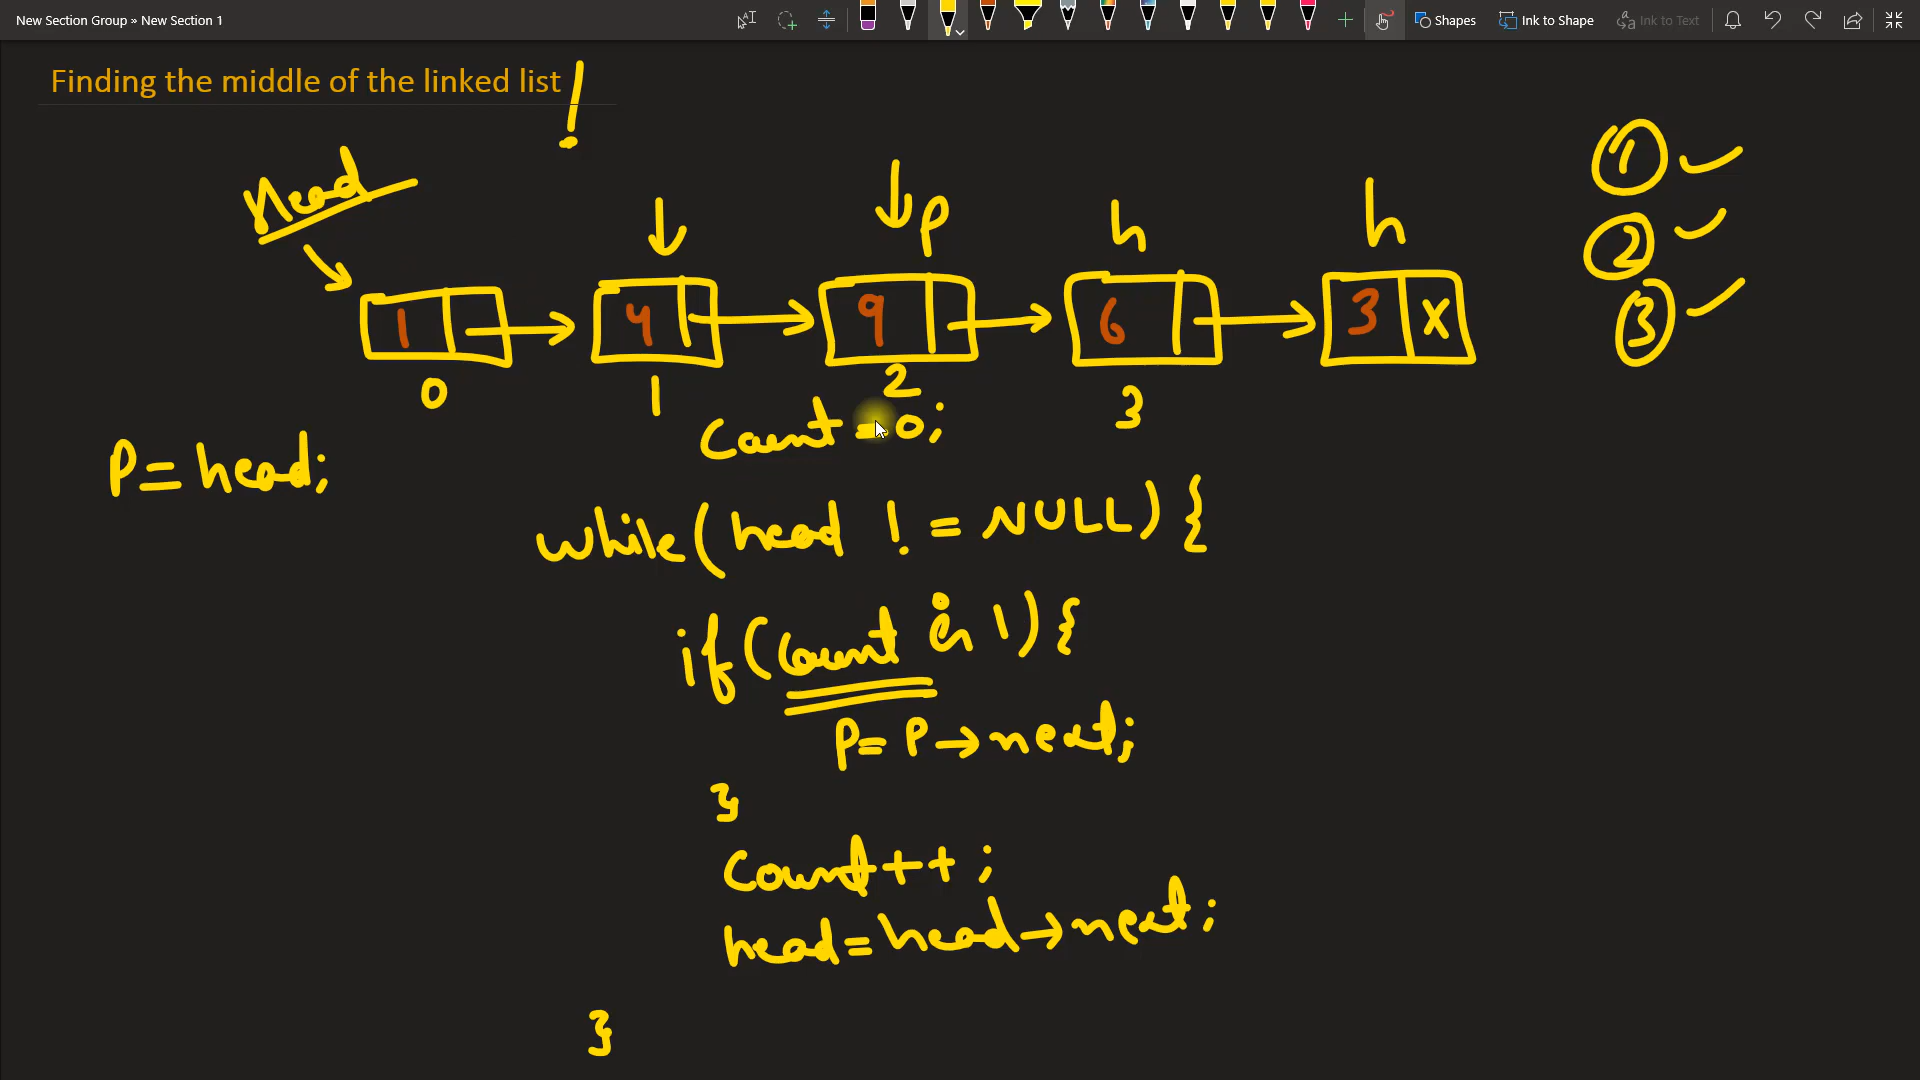 New Section Group » New Section 1
Shapes Ink to Shape Ink to Text
Finding the middle of the linked list !
Head
p h h
1 4 9 6 3 X
0 1 2 3
1
2
3
Count = 0;
P = head;
while(head != NULL) {
if(Count & 1) {
P = P → next;
}
Count++ ;
head = head → next;
}